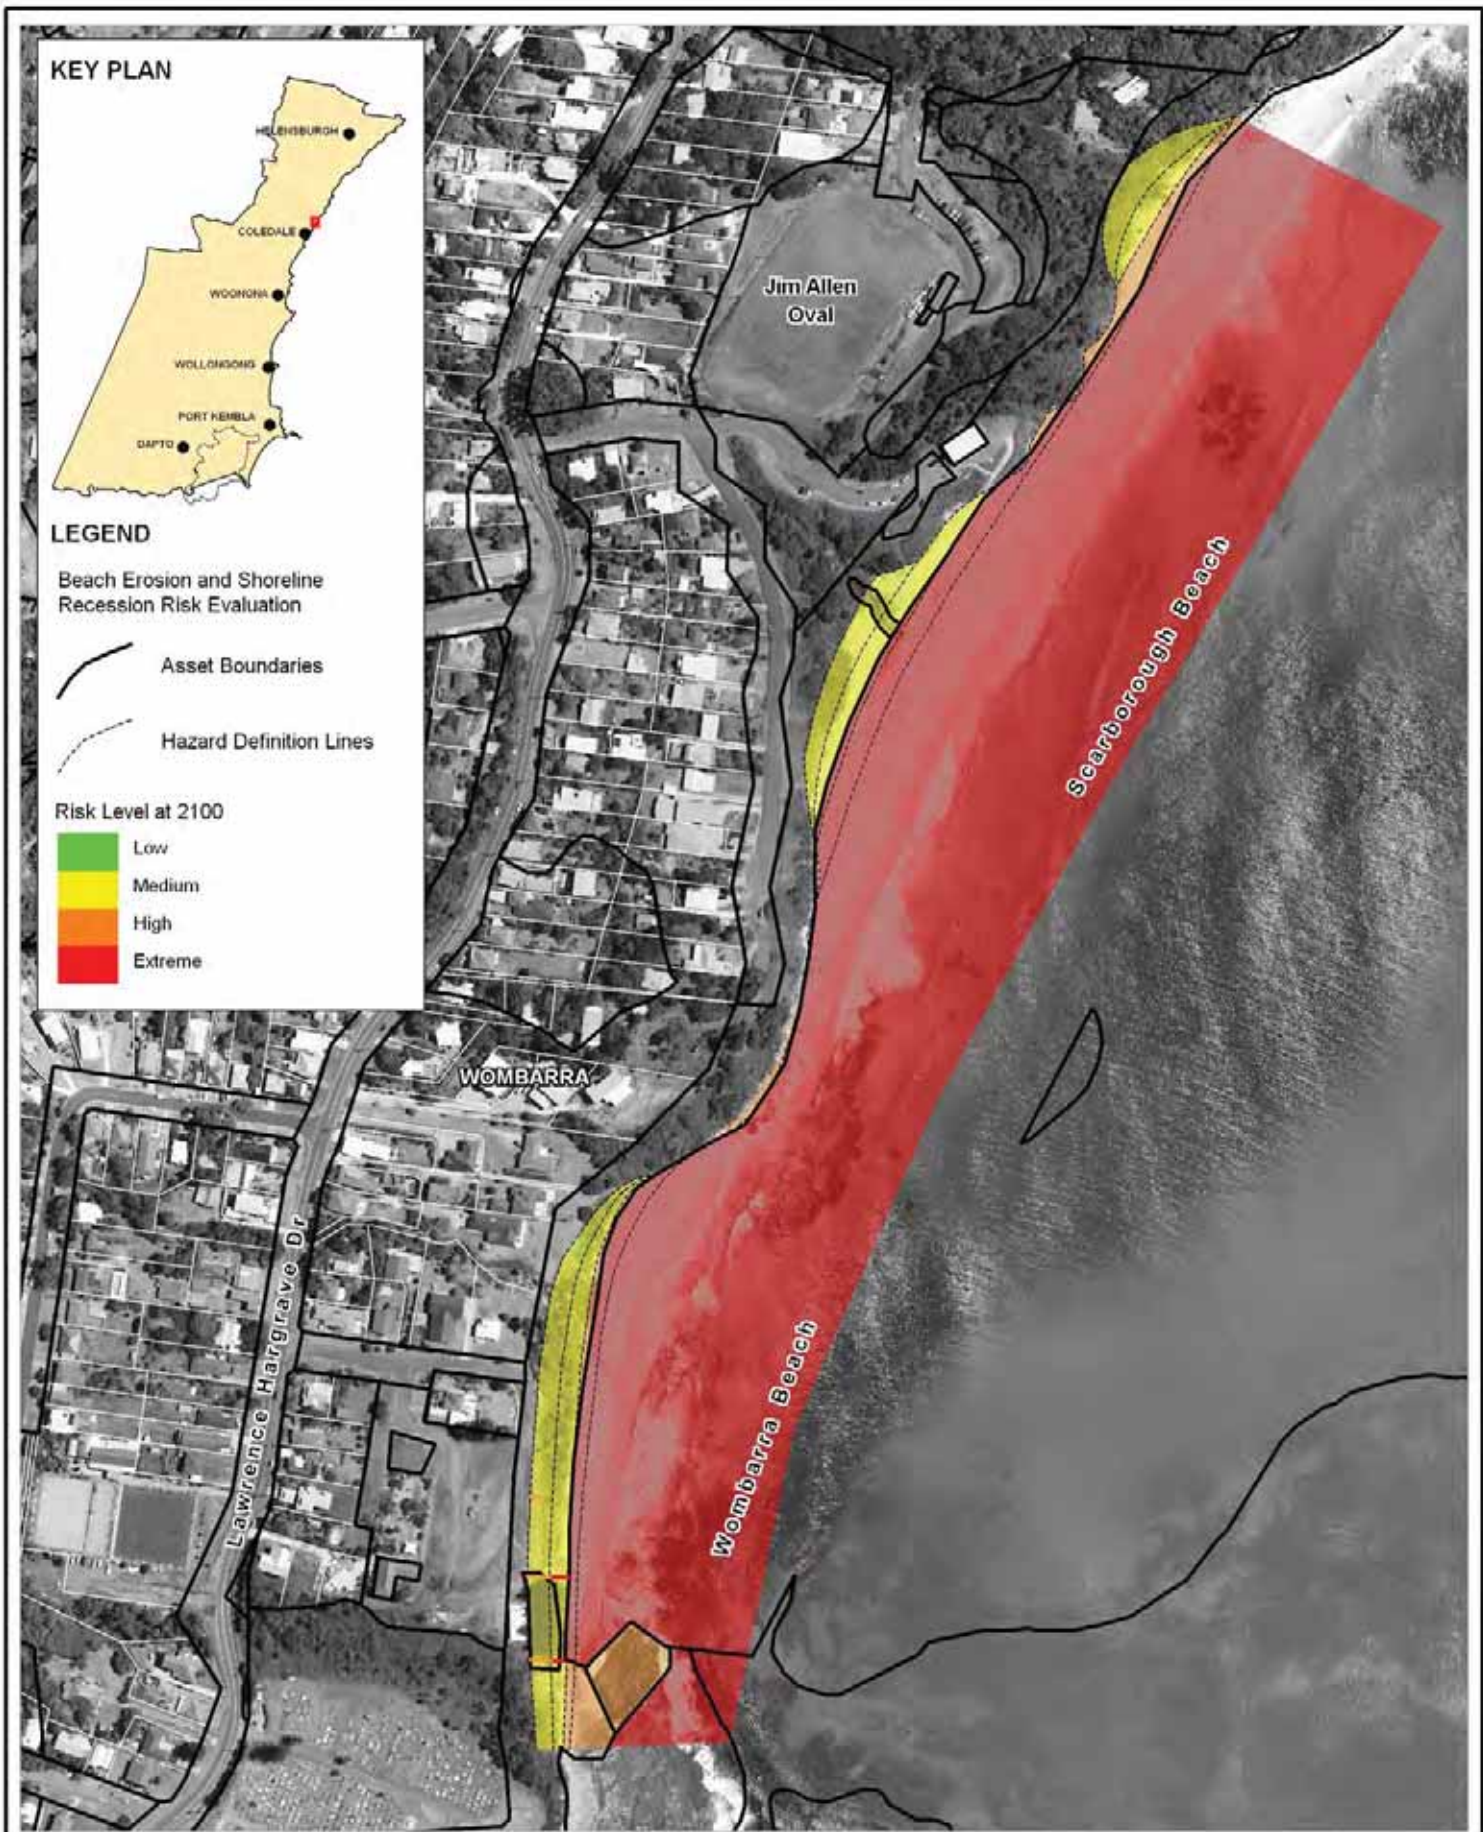 KEY PLAN
HELENSBURGH
COLEDALE
WOONONA
WOLLONGONG
PORT KEMBLA
DAPTO
LEGEND
Beach Erosion and Shoreline
Recession Risk Evaluation
Asset Boundaries
Hazard Definition Lines
Risk Level at 2100
Low
Medium
High
Extreme
Jim Allen
Oval
Scarborough Beach
WOMBARRA
Lawrence Hargrave Dr
Wombarra Beach